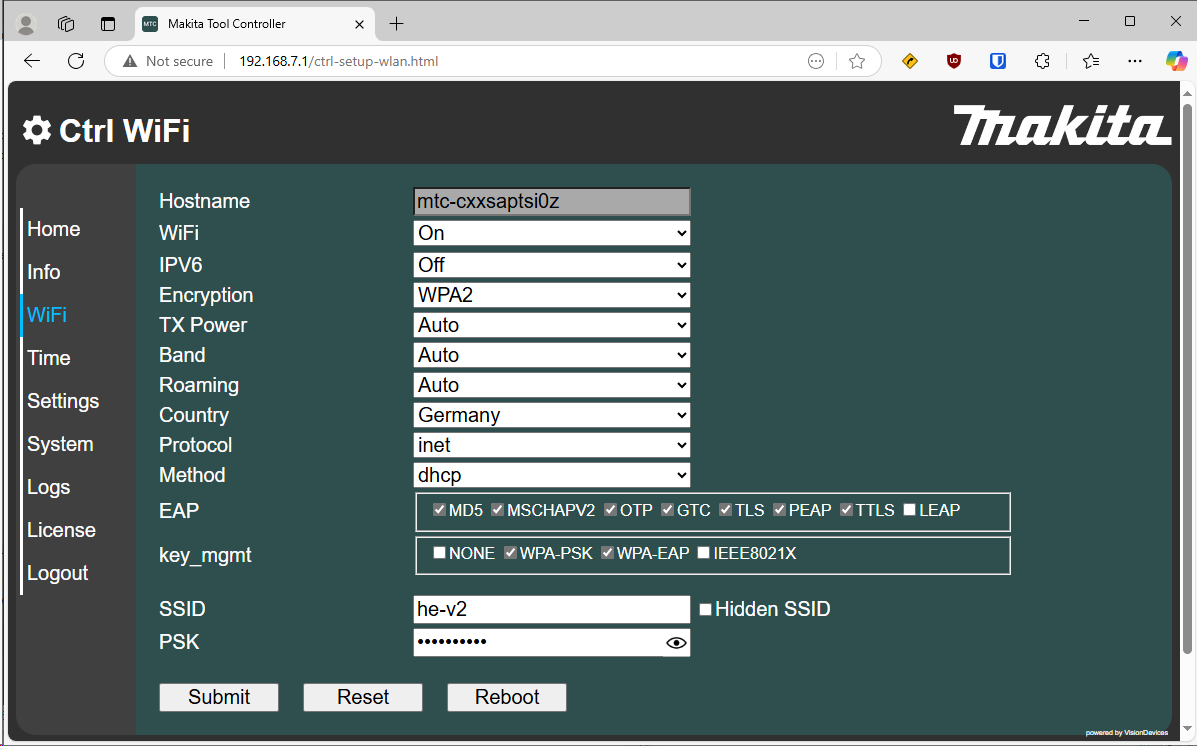 MTC Makita Tool Controller
Not secure 192.168.7.1/ctrl-setup-wlan.html
Ctrl WiFi
Makita
Home
Info
WiFi
Time
Settings
System
Logs
License
Logout
Hostname mtc-cxxsaptsi0z
WiFi On
IPV6 Off
Encryption WPA2
TX Power Auto
Band Auto
Roaming Auto
Country Germany
Protocol inet
Method dhcp
EAP MD5 MSCHAPV2 OTP GTC TLS PEAP TTLS LEAP
key_mgmt NONE WPA-PSK WPA-EAP IEEE8021X
SSID he-v2 Hidden SSID
PSK ••••••••••
Submit Reset Reboot
powered by VisionDevices